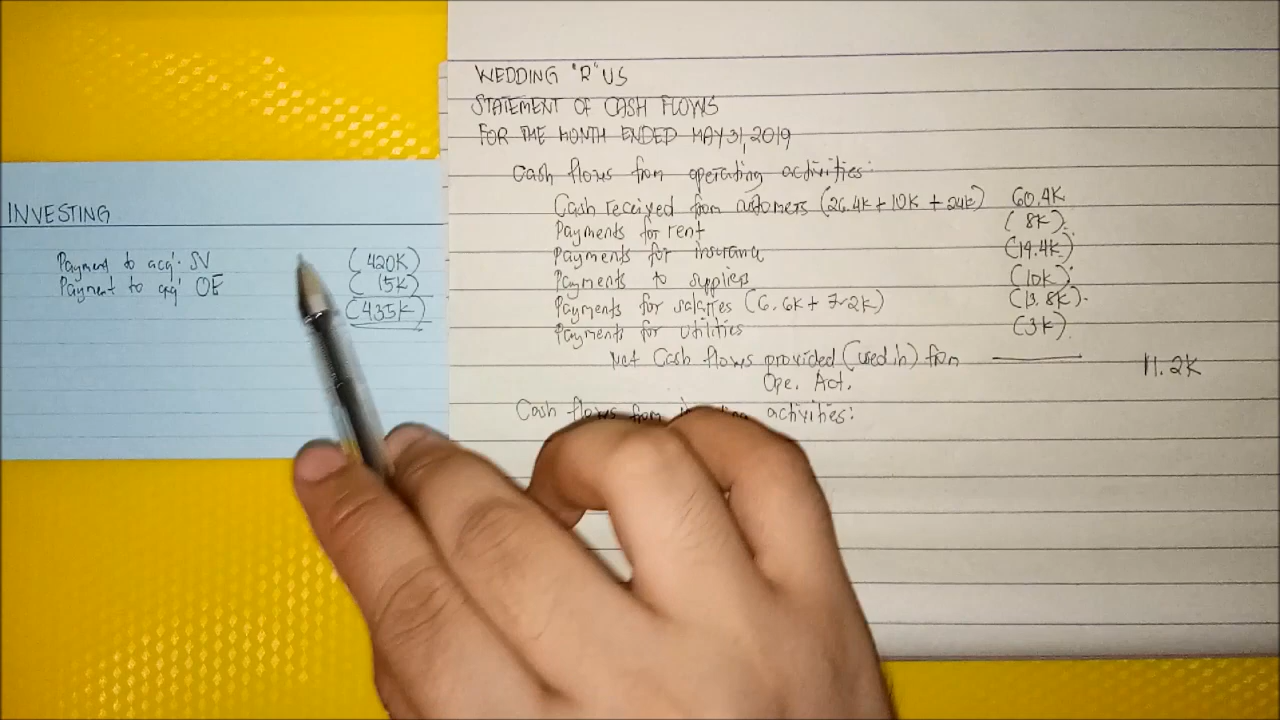 INVESTING
Payment to acq'. SV (420K)
Payment to acq' OE (15K)
(435K)
WEDDING "R" US
STATEMENT OF CASH FLOWS
FOR THE MONTH ENDED MAY 31, 2019
Cash flows from operating activities:
Cash received from customers (26.4K + 10K + 24K) 60.4K
Payments for rent (8K)
Payments for insurance (14.4K)
Payments to suppliers (10K)
Payments for salaries (6.6K + 7.2K) (13.8K)
Payments for utilities (3K)
Net Cash flows provided (used in) from 11.2K
Ope. Act.
Cash flows from activities: